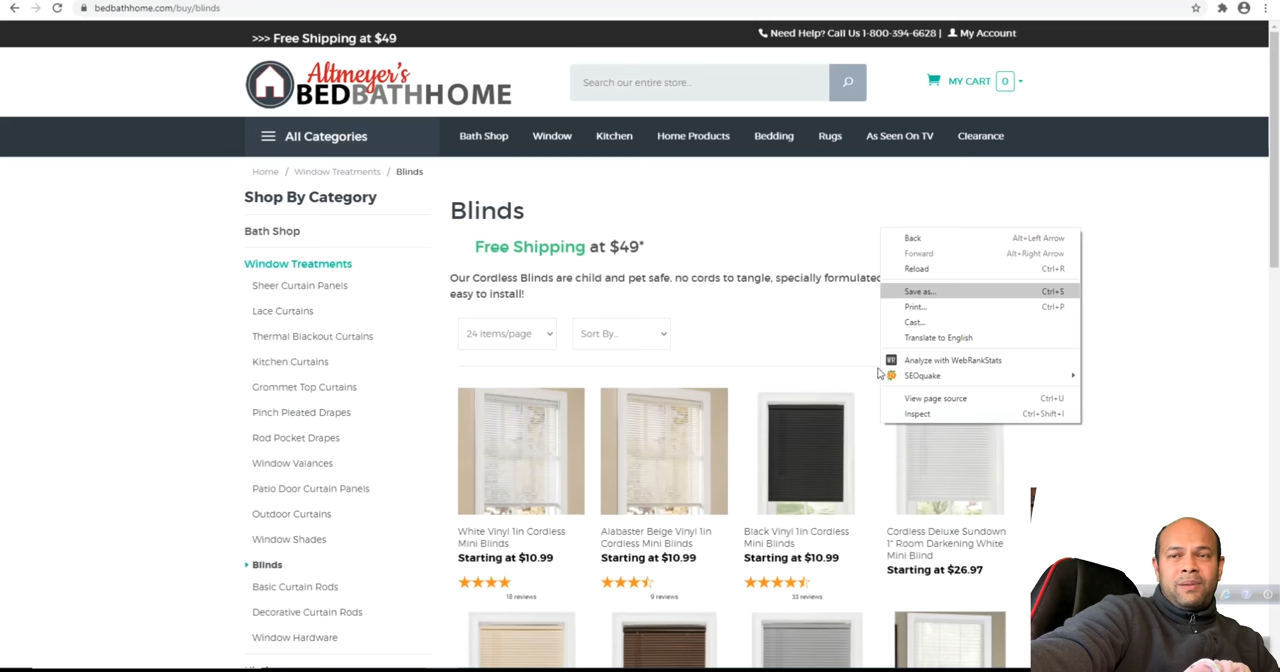 bedbathhome.com/buy/blinds
>>> Free Shipping at $49
Need Help? Call Us 1-800-394-6628 | My Account
Altmeyer's
BEDBATHHOME
Search our entire store...
MY CART 0
All Categories
Bath Shop
Window
Kitchen
Home Products
Bedding
Rugs
As Seen On TV
Clearance
Home / Window Treatments / Blinds
Shop By Category
Bath Shop
Window Treatments
Sheer Curtain Panels
Lace Curtains
Thermal Blackout Curtains
Kitchen Curtains
Grommet Top Curtains
Pinch Pleated Drapes
Rod Pocket Drapes
Window Valances
Patio Door Curtain Panels
Outdoor Curtains
Window Shades
Blinds
Basic Curtain Rods
Decorative Curtain Rods
Window Hardware
Blinds
Free Shipping at $49*
Our Cordless Blinds are child and pet safe, no cords to tangle, specially formulated
easy to install!
24 items/page
Sort By...
Back Alt+Left Arrow
Forward Alt+Right Arrow
Reload Ctrl+R
Save as... Ctrl+S
Print... Ctrl+P
Cast...
Translate to English
Analyze with WebRankStats
SEOquake
View page source Ctrl+U
Inspect Ctrl+Shift+I
White Vinyl 1in Cordless
Mini Blinds
Starting at $10.99
18 reviews
Alabaster Beige Vinyl 1in
Cordless Mini Blinds
Starting at $10.99
9 reviews
Black Vinyl 1in Cordless
Mini Blinds
Starting at $10.99
33 reviews
Cordless Deluxe Sundown
1" Room Darkening White
Mini Blind
Starting at $26.97